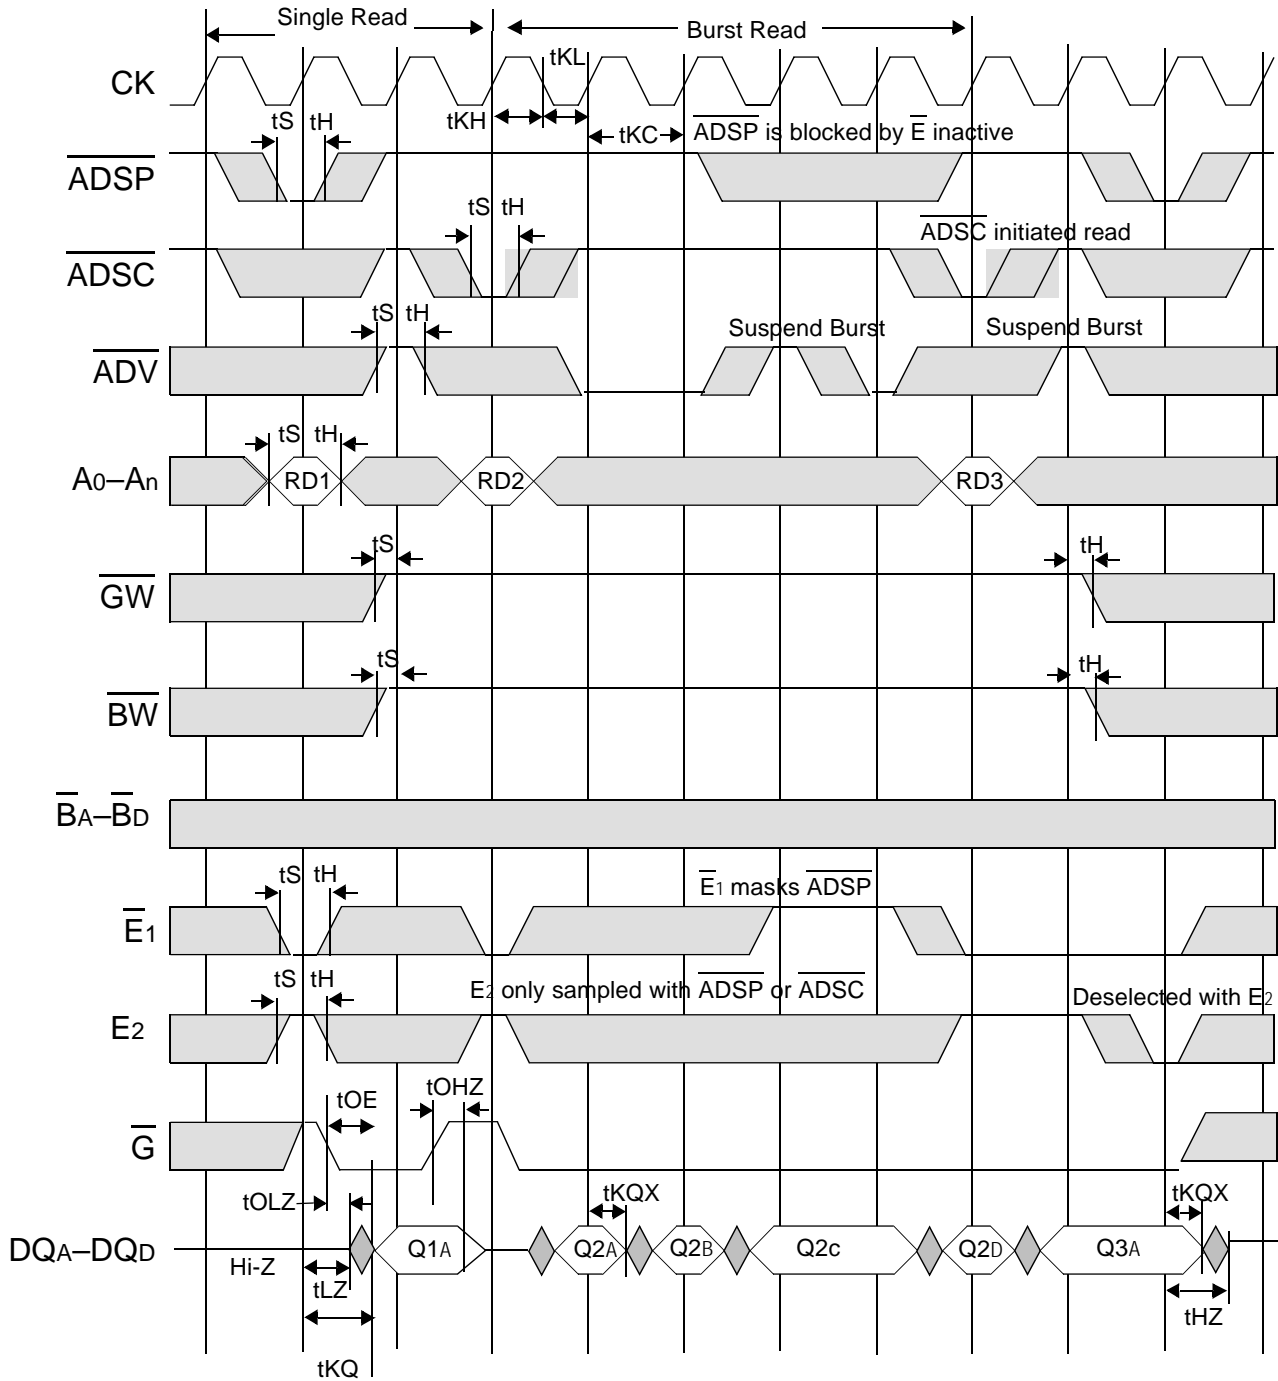 Single Read
Burst Read
CK
tKL
tKH
tKC
ADSP is blocked by E inactive
tS tH
ADSP
tS tH
ADSC initiated read
ADSC
tS tH
Suspend Burst
Suspend Burst
ADV
tS tH
A0–An
RD1
RD2
RD3
tS
tH
GW
tS
tH
BW
BA–BD
tS tH
E1 masks ADSP
E1
tS tH
E2 only sampled with ADSP or ADSC
Deselected with E2
E2
tOE
tOHZ
G
tOLZ
tKQX
tKQX
DQA–DQD
Hi-Z
Q1A
Q2A
Q2B
Q2c
Q2D
Q3A
tLZ
tHZ
tKQ